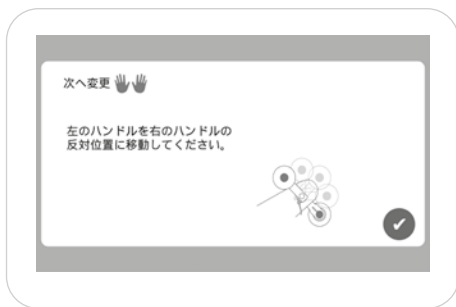 次へ変更
左のハンドルを右のハンドルの
反対位置に移動してください。